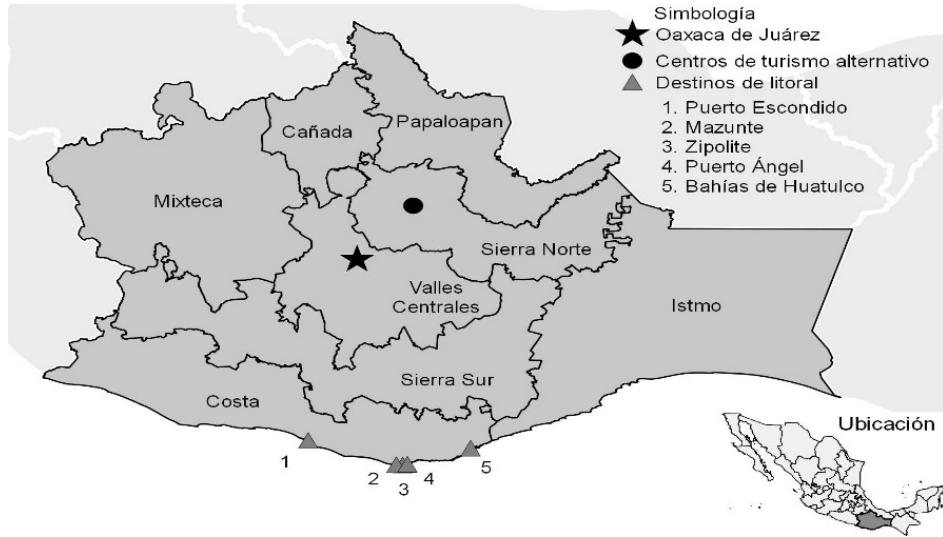 Simbología
Oaxaca de Juárez
Centros de turismo alternativo
Destinos de litoral
1. Puerto Escondido
2. Mazunte
3. Zipolite
4. Puerto Ángel
5. Bahías de Huatulco
Cañada
Papaloapan
Mixteca
Sierra Norte
Valles
Centrales
Istmo
Sierra Sur
Costa
1
2
3
4
5
Ubicación